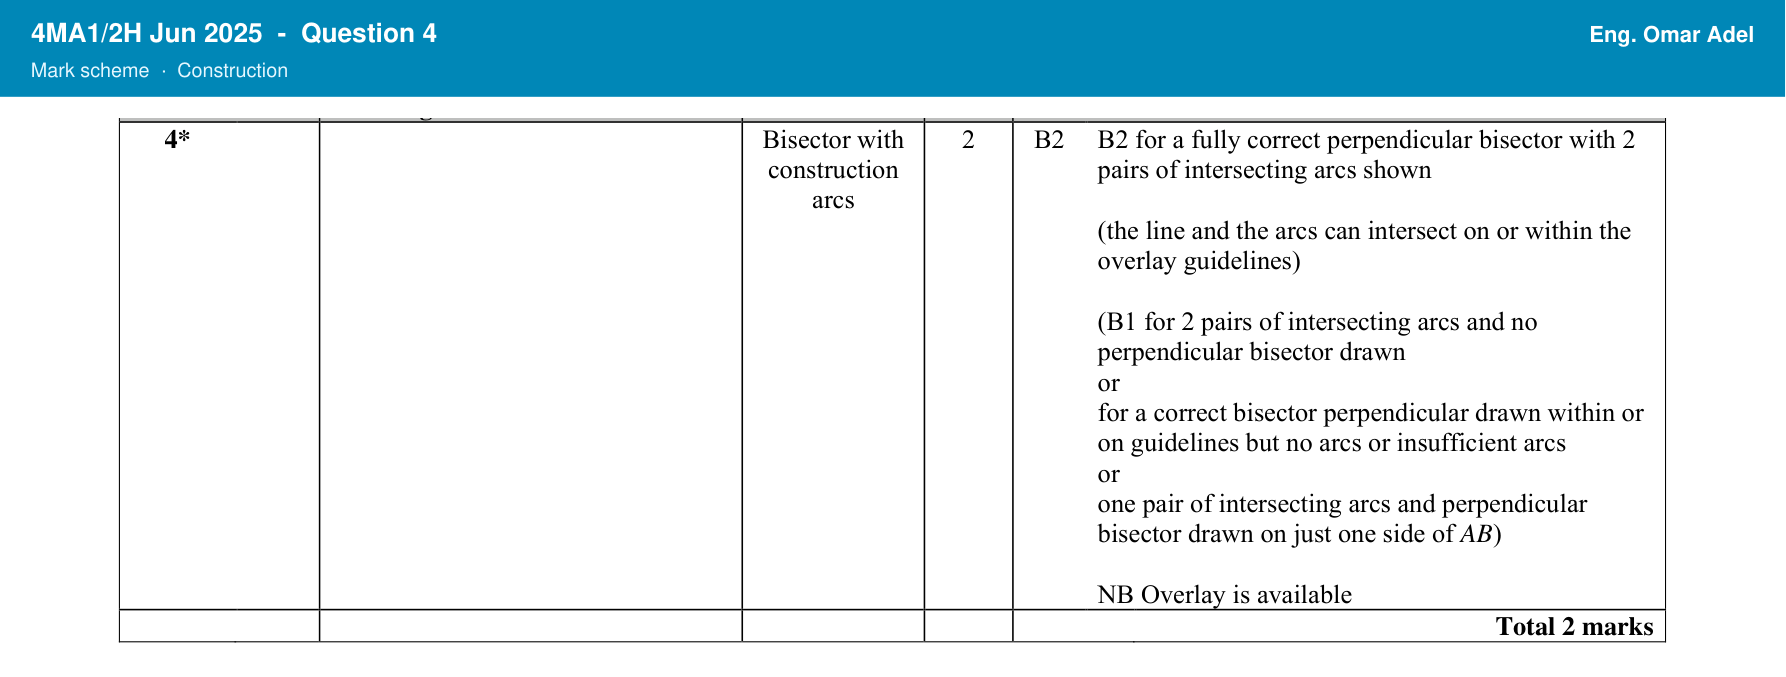 4MA1/2H Jun 2025 - Question 4
Eng. Omar Adel
Mark scheme · Construction
4*
Bisector with
construction
arcs
2
B2
B2 for a fully correct perpendicular bisector with 2
pairs of intersecting arcs shown
(the line and the arcs can intersect on or within the
overlay guidelines)
(B1 for 2 pairs of intersecting arcs and no
perpendicular bisector drawn
or
for a correct bisector perpendicular drawn within or
on guidelines but no arcs or insufficient arcs
or
one pair of intersecting arcs and perpendicular
bisector drawn on just one side of AB)
NB Overlay is available
Total 2 marks